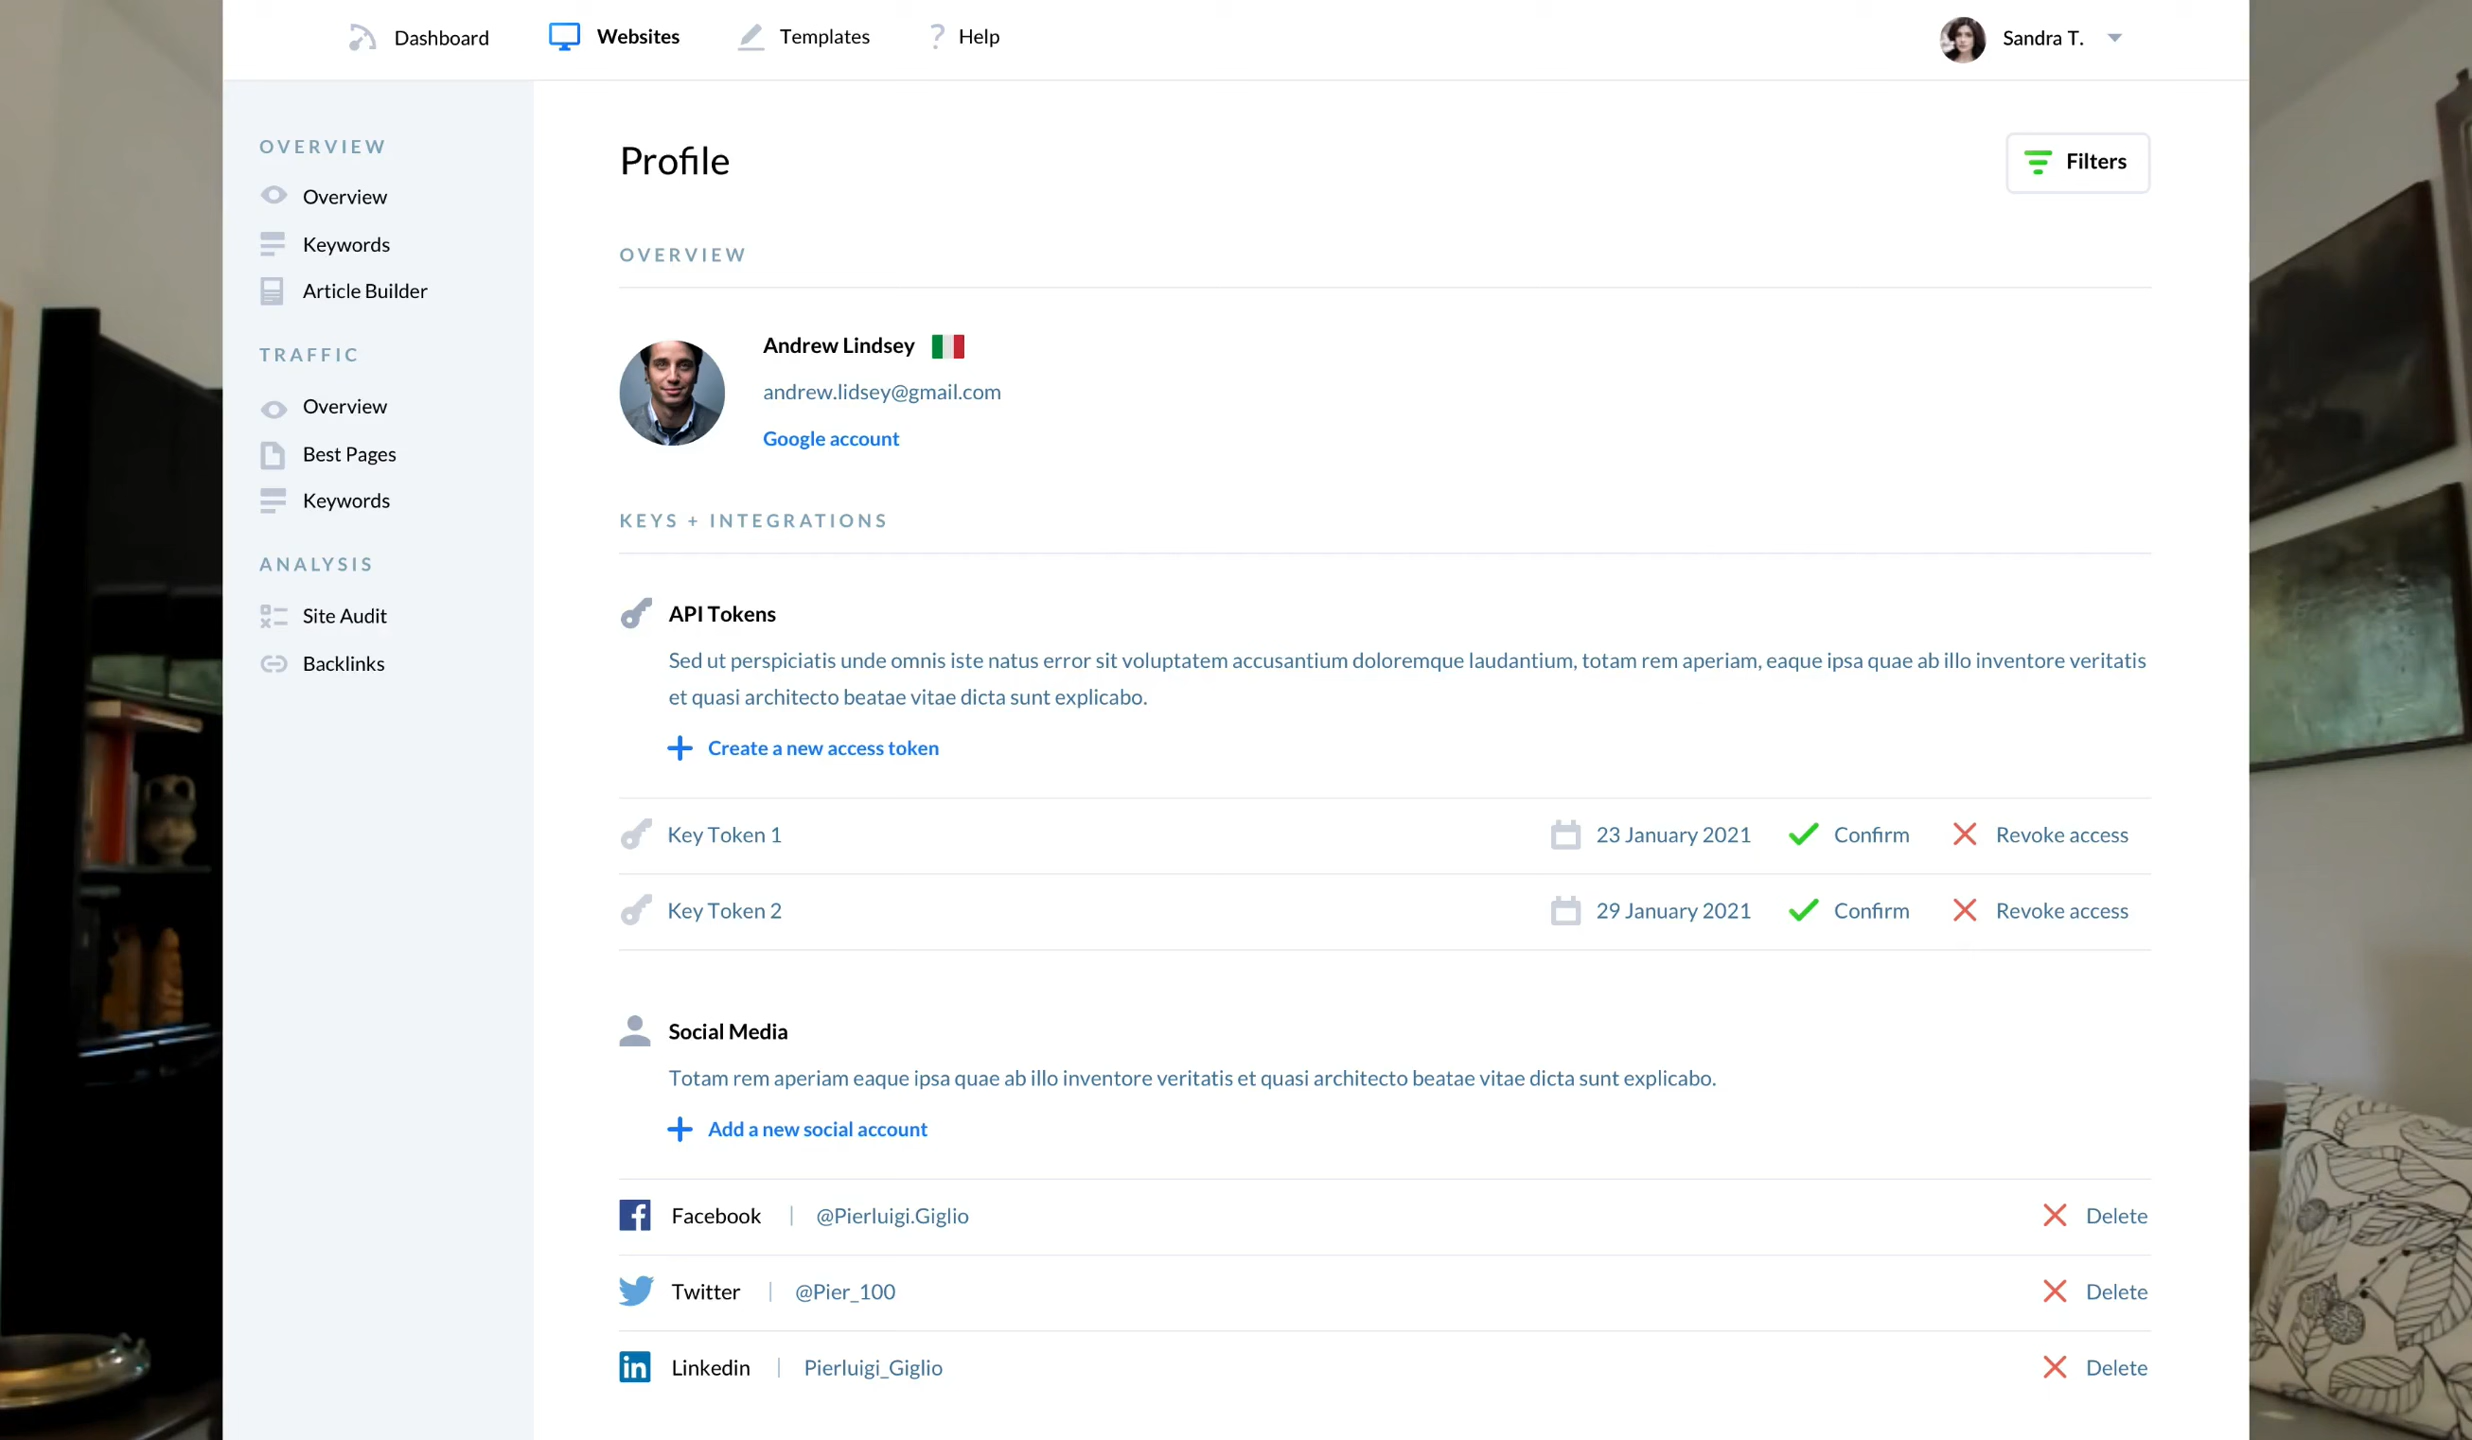 Dashboard
Websites
Templates
? Help
Sandra T.
OVERVIEW
Overview
Keywords
Article Builder
TRAFFIC
Overview
Best Pages
Keywords
ANALYSIS
Site Audit
Backlinks
Profile
Filters
OVERVIEW
Andrew Lindsey
andrew.lidsey@gmail.com
Google account
KEYS + INTEGRATIONS
API Tokens
Sed ut perspiciatis unde omnis iste natus error sit voluptatem accusantium doloremque laudantium, totam rem aperiam, eaque ipsa quae ab illo inventore veritatis
et quasi architecto beatae vitae dicta sunt explicabo.
Create a new access token
Key Token 1 23 January 2021 Confirm Revoke access
Key Token 2 29 January 2021 Confirm Revoke access
Social Media
Totam rem aperiam eaque ipsa quae ab illo inventore veritatis et quasi architecto beatae vitae dicta sunt explicabo.
Add a new social account
Facebook | @Pierluigi.Giglio Delete
Twitter | @Pier_100 Delete
Linkedin | Pierluigi_Giglio Delete